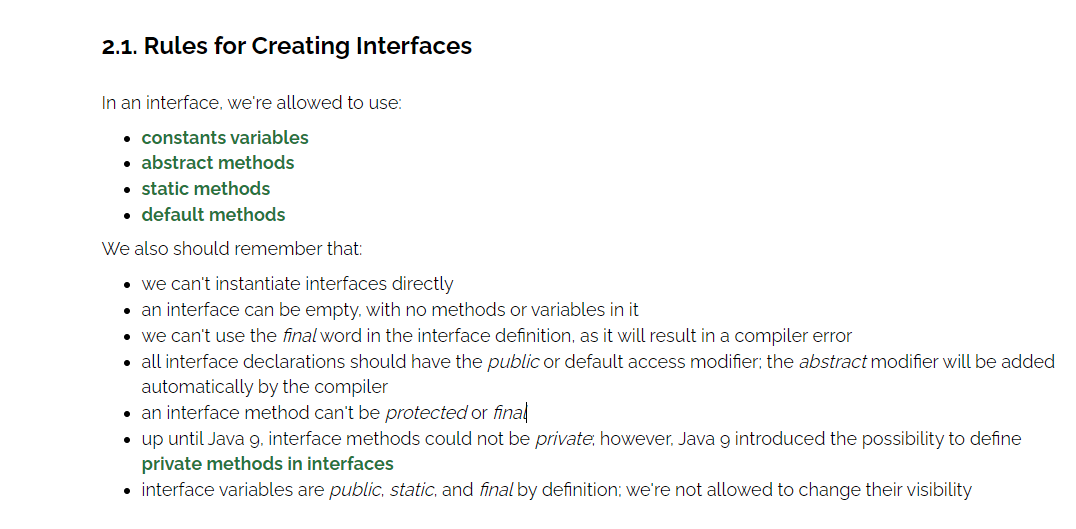 2.1. Rules for Creating Interfaces
In an interface, we're allowed to use:
• constants variables
• abstract methods
• static methods
• default methods
We also should remember that:
• we can't instantiate interfaces directly
• an interface can be empty, with no methods or variables in it
• we can't use the final word in the interface definition, as it will result in a compiler error
• all interface declarations should have the public or default access modifier; the abstract modifier will be added
automatically by the compiler
• an interface method can't be protected or final
• up until Java 9, interface methods could not be private; however, Java 9 introduced the possibility to define
private methods in interfaces
• interface variables are public, static, and final by definition; we're not allowed to change their visibility